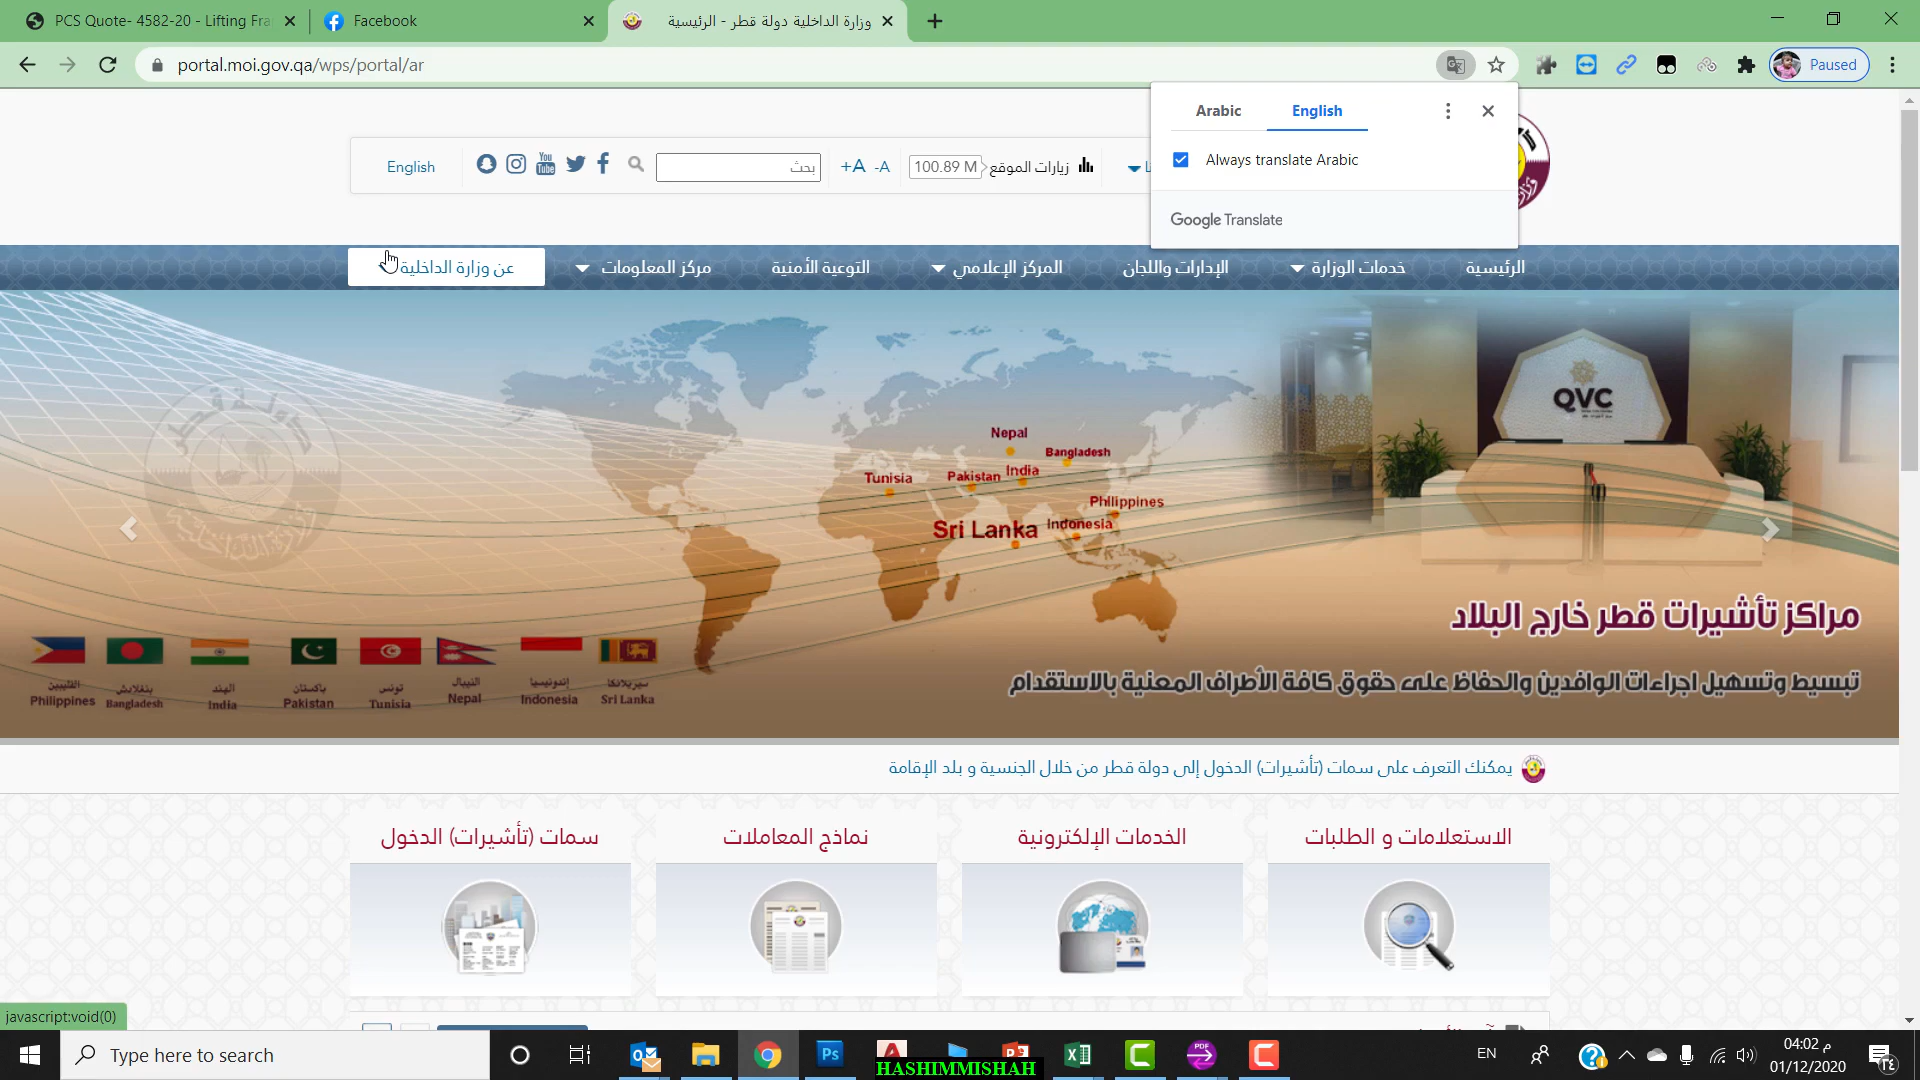 PCS Quote- 4582-20 - Lifting Fra
Facebook
وزارة الداخلية دولة قطر - الرئيسية
portal.moi.gov.qa/wps/portal/ar
Paused
Arabic
English
Always translate Arabic
Google Translate
English
بحث
+A
-A
100.89 M
زيارات الموقع
الرئيسية
خدمات الوزارة
الإدارات واللجان
المركز الإعلامي
التوعية الأمنية
مركز المعلومات
عن وزارة الداخلية
QVC
Nepal
Bangladesh
Tunisia
Pakistan
India
Philippines
Sri Lanka
Indonesia
مراكز تأشيرات قطر خارج البلاد
تبسيط وتسهيل اجراءات الوافدين والحفاظ على حقوق كافة الأطراف المعنية بالاستقدام
الفلبين
Philippines
بنغلاديش
Bangladesh
الهند
India
باكستان
Pakistan
تونس
Tunisia
النيبال
Nepal
إندونيسيا
Indonesia
سيريلانكا
Sri Lanka
يمكنك التعرف على سمات (تأشيرات) الدخول إلى دولة قطر من خلال الجنسية و بلد الإقامة
الاستعلامات و الطلبات
الخدمات الإلكترونية
نماذج المعاملات
سمات (تأشيرات) الدخول
javascript:void(0)
Type here to search
Ps
PDF
HASHIMMISHAH
EN
04:02 م
01/12/2020
٢٤